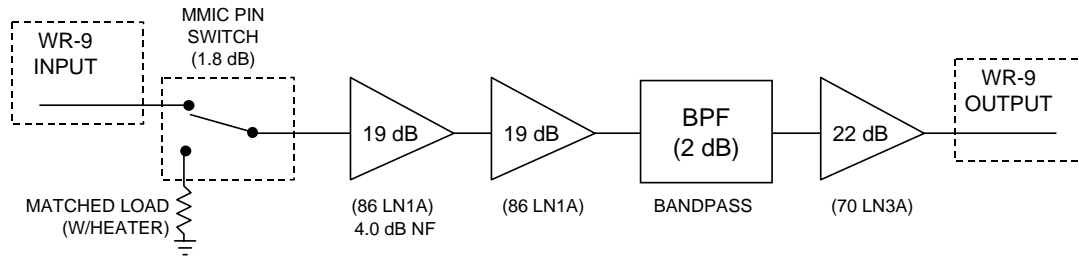 MMIC PIN
SWITCH
(1.8 dB)
WR-9
INPUT
WR-9
OUTPUT
19 dB
19 dB
BPF
(2 dB)
22 dB
MATCHED LOAD
(W/HEATER)
(86 LN1A)
4.0 dB NF
(86 LN1A)
BANDPASS
(70 LN3A)